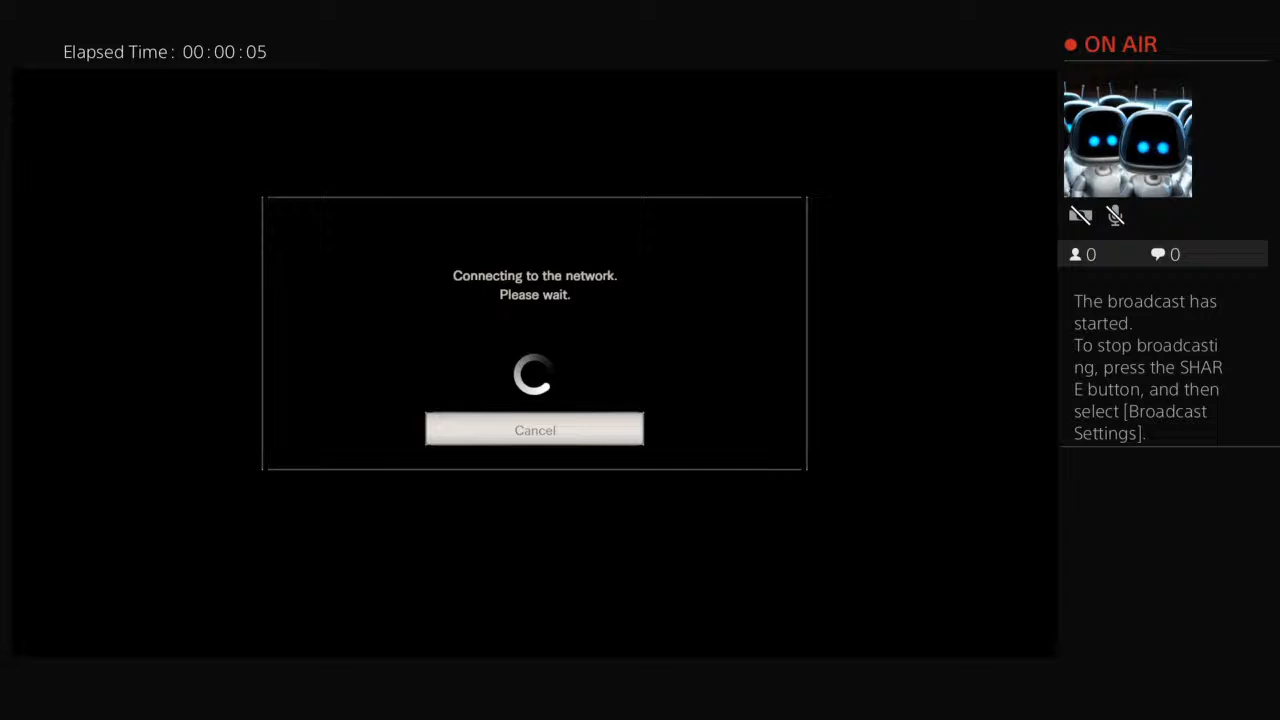 Elapsed Time: 00:00:05
ON AIR
0
0
Connecting to the network.
Please wait.
Cancel
The broadcast has
started.
To stop broadcasti
ng, press the SHAR
E button, and then
select [Broadcast
Settings].